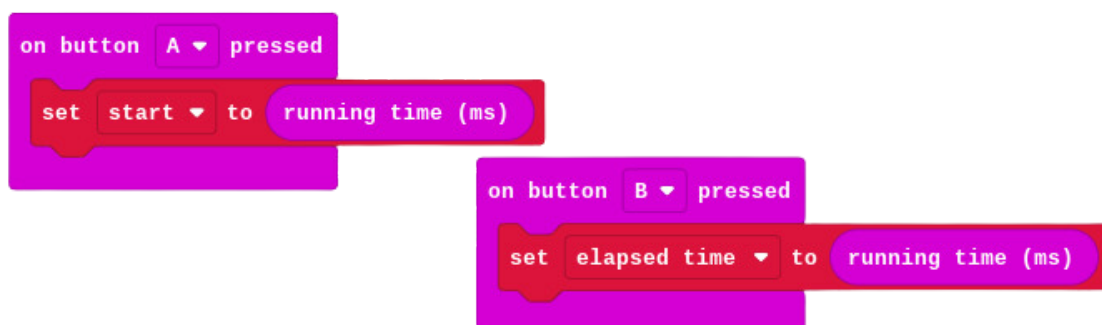 on button A pressed
set start to running time (ms)
on button B pressed
set elapsed time to running time (ms)